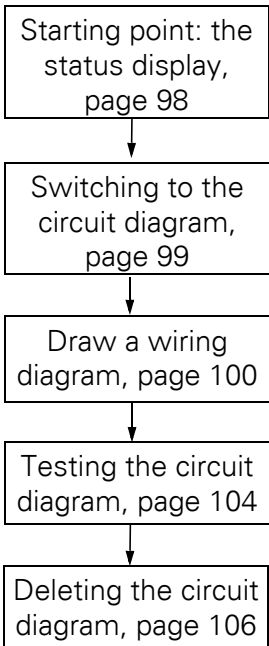 Starting point: the
status display,
page 98
Switching to the
circuit diagram,
page 99
Draw a wiring
diagram, page 100
Testing the circuit
diagram, page 104
Deleting the circuit
diagram, page 106